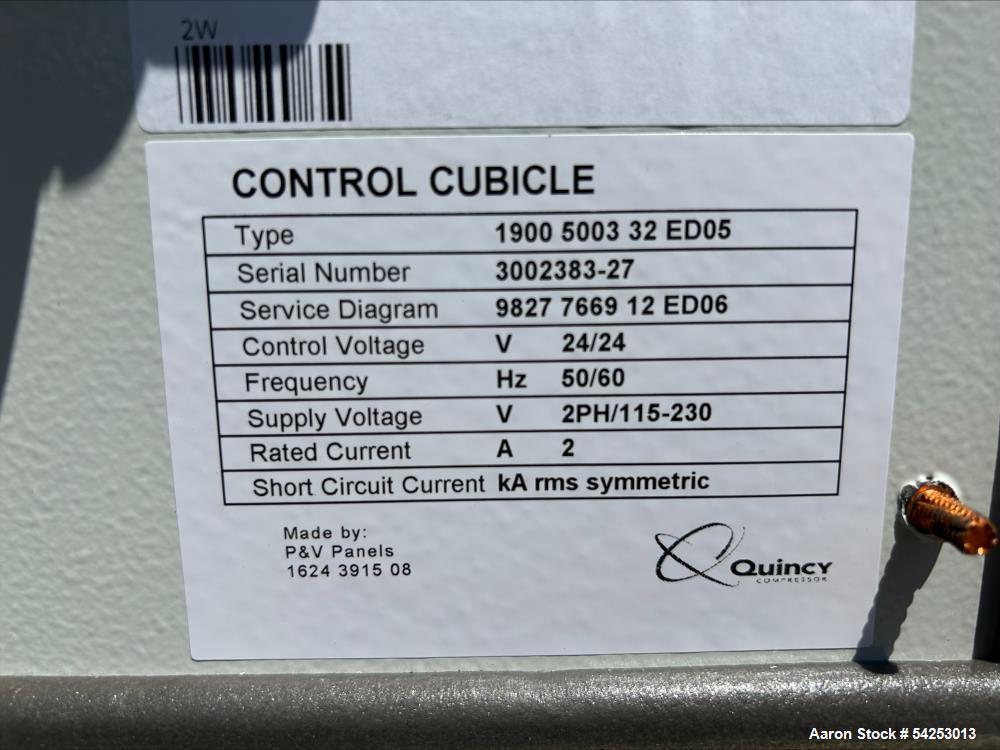 2W
CONTROL CUBICLE
Type 1900 5003 32 ED05
Serial Number 3002383-27
Service Diagram 9827 7669 12 ED06
Control Voltage V 24/24
Frequency Hz 50/60
Supply Voltage V 2PH/115-230
Rated Current A 2
Short Circuit Current kA rms symmetric
Made by:
P&V Panels
1624 3915 08
Quincy
COMPRESSOR
Aaron Stock # 54253013